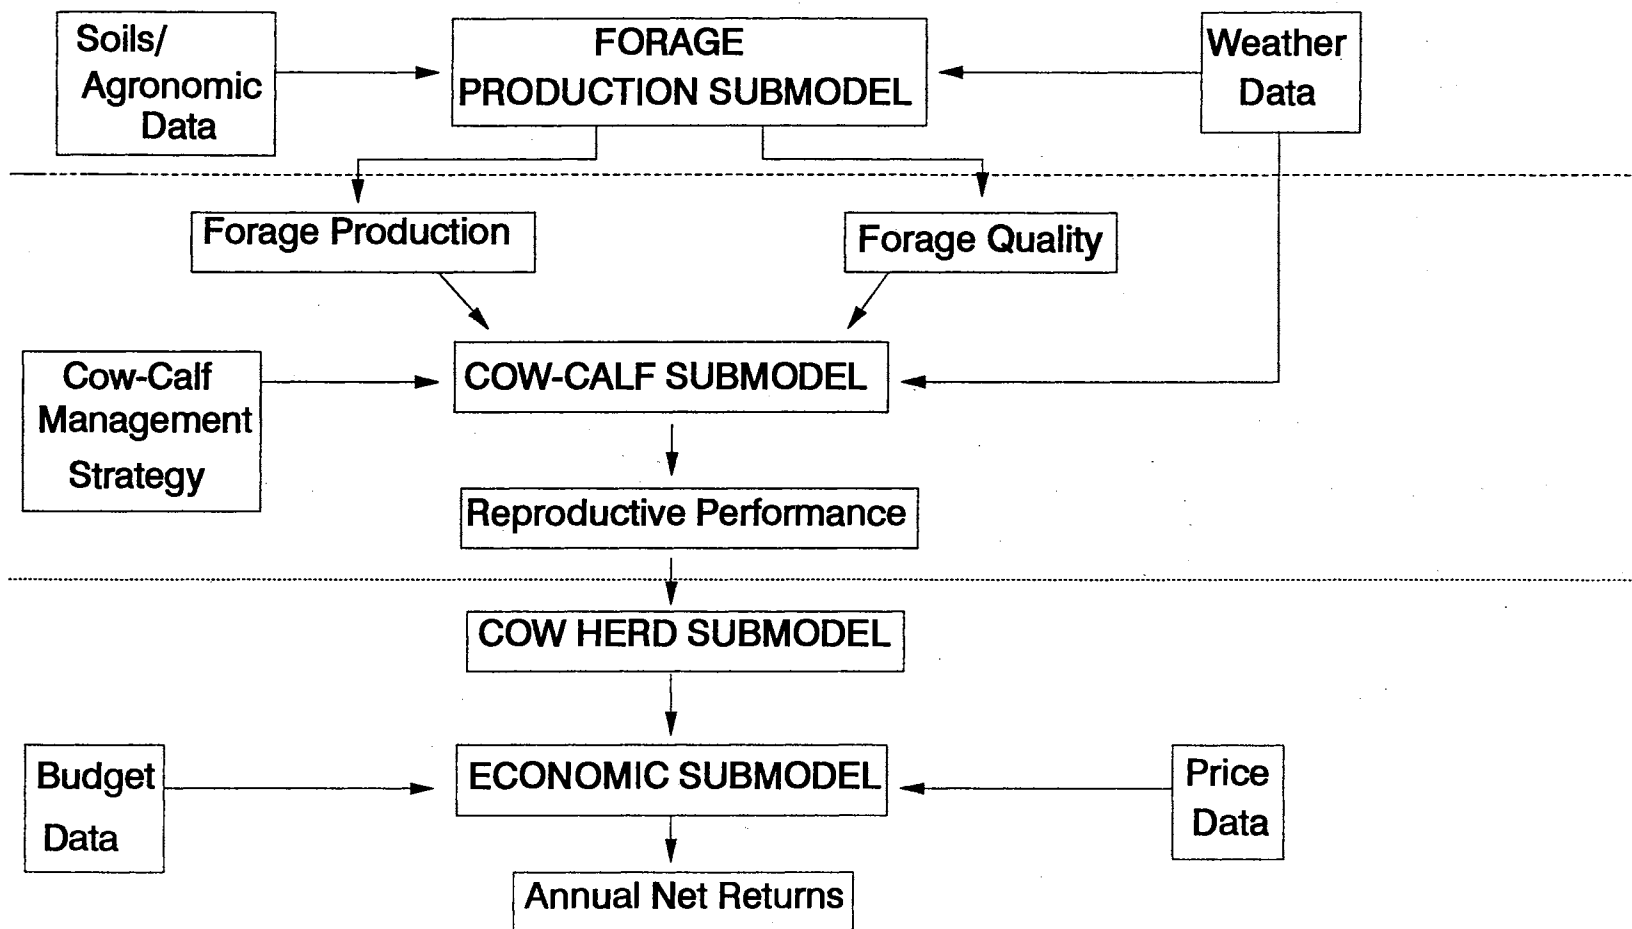 Soils/
Agronomic
Data
FORAGE
PRODUCTION SUBMODEL
Weather
Data
Forage Production
Forage Quality
Cow-Calf
Management
Strategy
COW-CALF SUBMODEL
Reproductive Performance
COW HERD SUBMODEL
Budget
Data
ECONOMIC SUBMODEL
Price
Data
Annual Net Returns